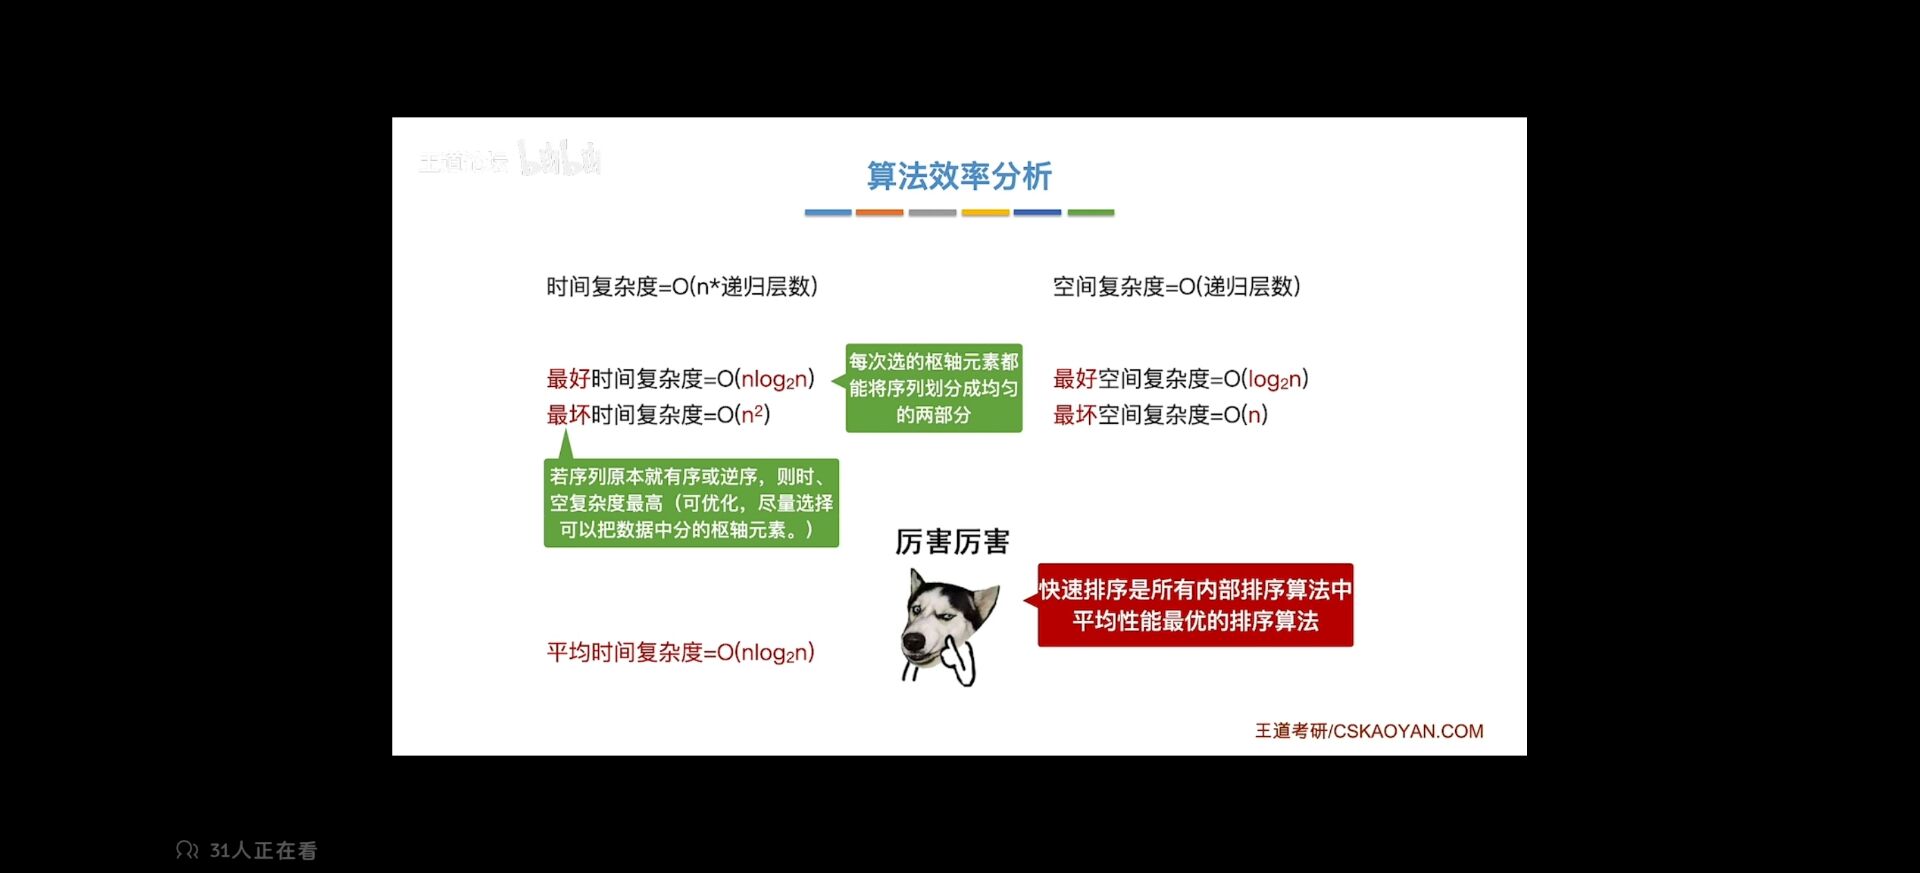 王道论坛 bilibili
算法效率分析
时间复杂度=O(n*递归层数)
空间复杂度=O(递归层数)
最好时间复杂度=O(nlog₂n)
最坏时间复杂度=O(n²)
每次选的枢轴元素都
能将序列划分成均匀
的两部分
最好空间复杂度=O(log₂n)
最坏空间复杂度=O(n)
若序列原本就有序或逆序，则时、
空复杂度最高（可优化，尽量选择
可以把数据中分的枢轴元素。）
厉害厉害
快速排序是所有内部排序算法中
平均性能最优的排序算法
平均时间复杂度=O(nlog₂n)
王道考研/CSKAOYAN.COM
31人正在看